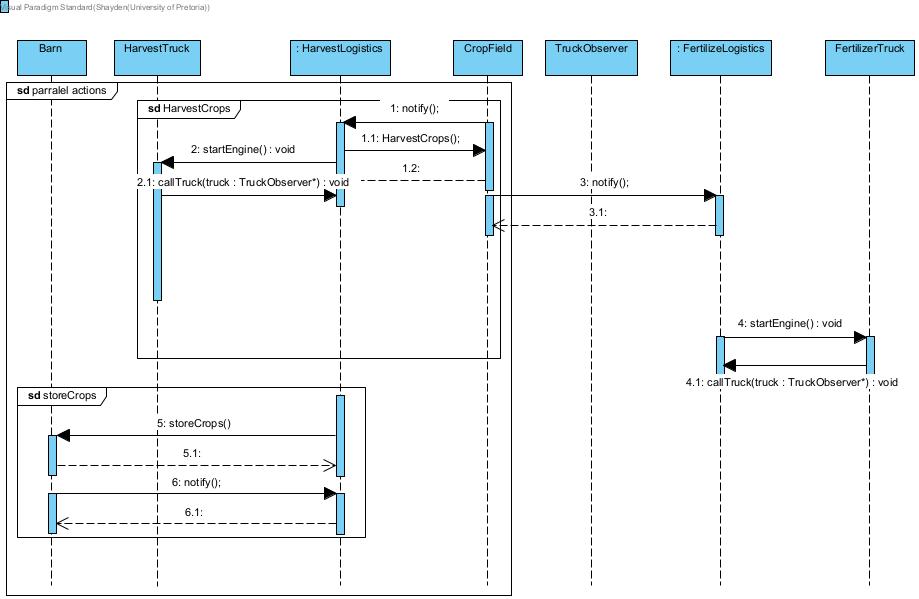 Visual Paradigm Standard(Shayden(University of Pretoria))
Barn
HarvestTruck
: HarvestLogistics
CropField
TruckObserver
: FertilizeLogistics
FertilizerTruck
sd parralel actions
sd HarvestCrops
1: notify();
1.1: HarvestCrops();
2: startEngine() : void
1.2:
2.1: callTruck(truck : TruckObserver*) : void
3: notify();
3.1:
4: startEngine() : void
4.1: callTruck(truck : TruckObserver*) : void
sd storeCrops
5: storeCrops()
5.1:
6: notify();
6.1: